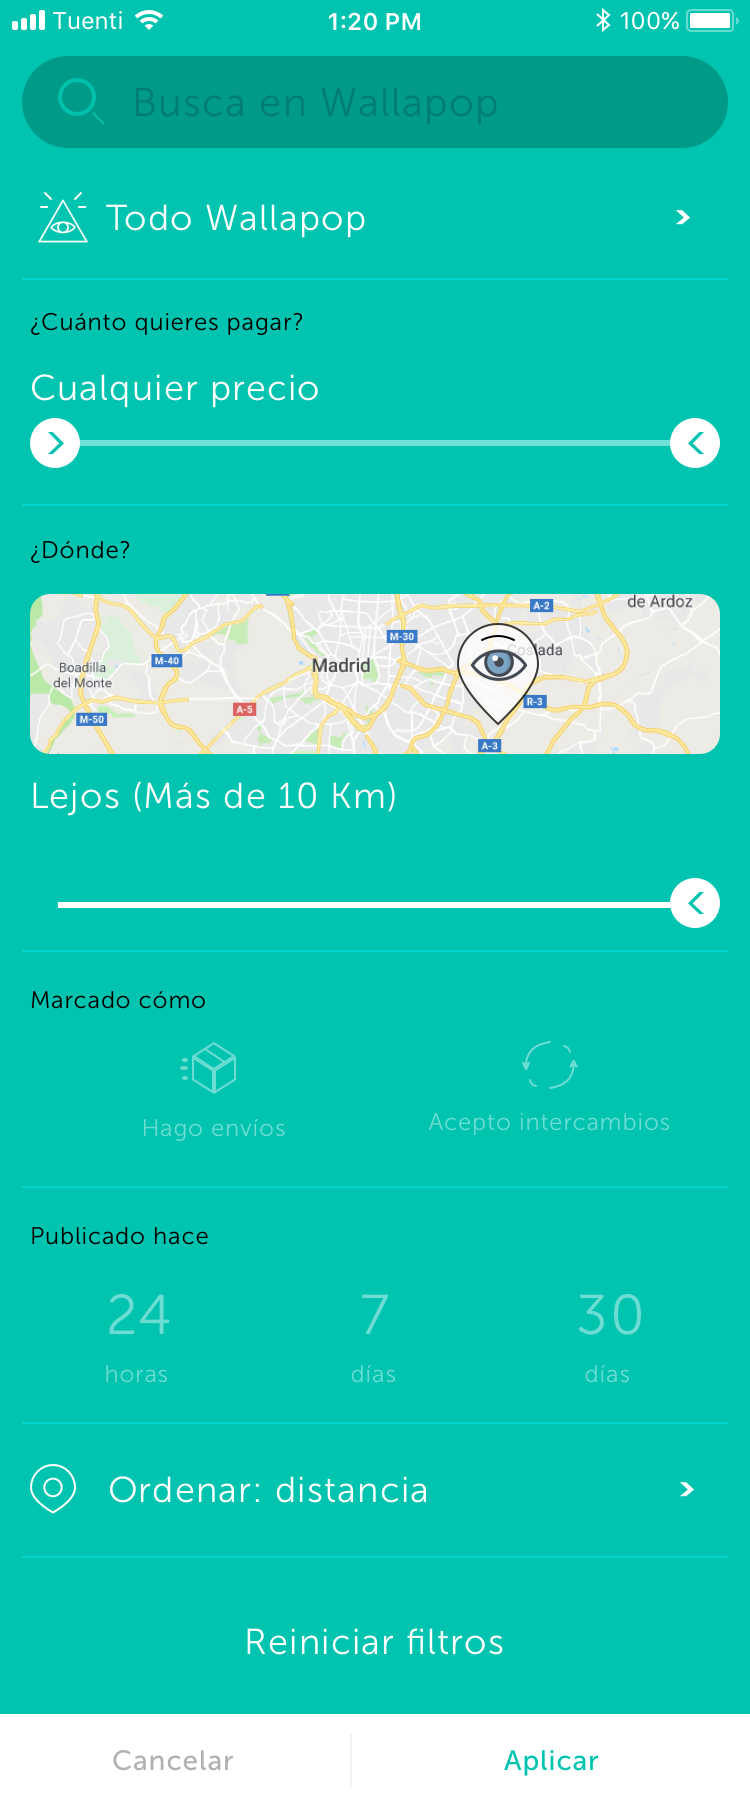 Tuenti 1:20 PM 100%
Busca en Wallapop
Todo Wallapop
¿Cuánto quieres pagar?
Cualquier precio
¿Dónde?
A-2
de Ardoz
M-30
Coslada
M-40
Madrid
Boadilla
del Monte
R-3
A-5
M-50
A-3
Lejos (Más de 10 Km)
Marcado cómo
Hago envíos
Acepto intercambios
Publicado hace
24 7 30
horas días días
Ordenar: distancia
Reiniciar filtros
Cancelar Aplicar